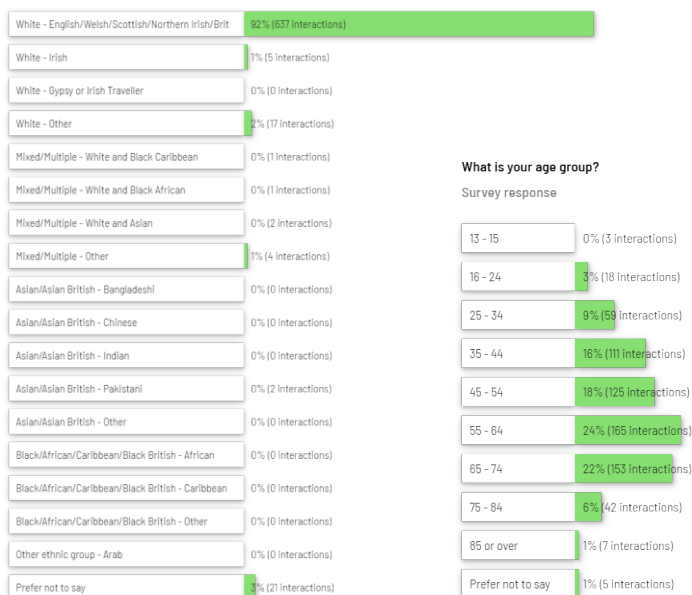 White - English/Welsh/Scottish/Northern Irish/Brit 92% (637 interactions)
White - Irish 1% (5 interactions)
White - Gypsy or Irish Traveller 0% (0 interactions)
White - Other 2% (17 interactions)
Mixed/Multiple - White and Black Caribbean 0% (1 interactions)
Mixed/Multiple - White and Black African 0% (1 interactions)
Mixed/Multiple - White and Asian 0% (2 interactions)
Mixed/Multiple - Other 1% (4 interactions)
Asian/Asian British - Bangladeshi 0% (0 interactions)
Asian/Asian British - Chinese 0% (0 interactions)
Asian/Asian British - Indian 0% (0 interactions)
Asian/Asian British - Pakistani 0% (2 interactions)
Asian/Asian British - Other 0% (0 interactions)
Black/African/Caribbean/Black British - African 0% (0 interactions)
Black/African/Caribbean/Black British - Caribbean 0% (0 interactions)
Black/African/Caribbean/Black British - Other 0% (0 interactions)
Other ethnic group - Arab 0% (0 interactions)
Prefer not to say 3% (21 interactions)
What is your age group?
Survey response
13 - 15 0% (3 interactions)
16 - 24 3% (18 interactions)
25 - 34 9% (59 interactions)
35 - 44 16% (111 interactions)
45 - 54 18% (125 interactions)
55 - 64 24% (165 interactions)
65 - 74 22% (153 interactions)
75 - 84 6% (42 interactions)
85 or over 1% (7 interactions)
Prefer not to say 1% (5 interactions)